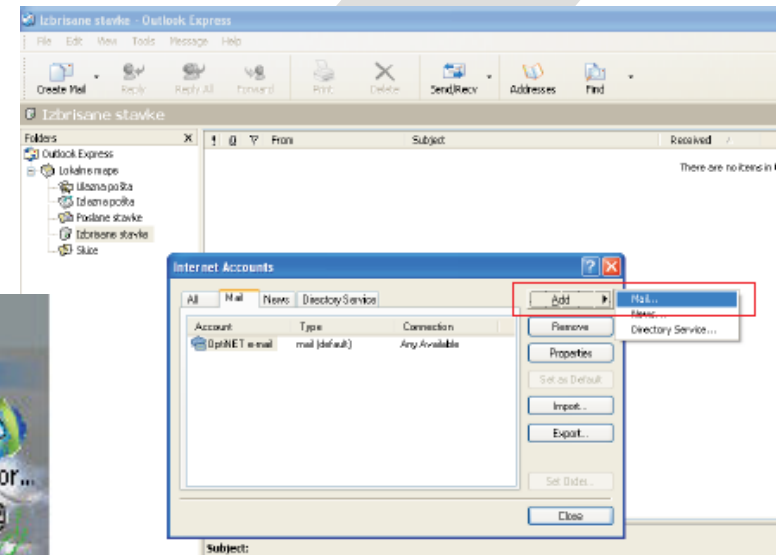 Izbrisane stavke - Outlook Express
File Edit View Tools Message Help
Create Mail Reply Reply All Forward Print Delete Send/Recv Addresses Find
Izbrisane stavke
Folders X ! From Subject Received
Outlook Express
Lokalne mape
Ulazna pošta
Izlazna pošta
Poslane stavke
Izbrisane stavke
Skice
There are no items in
Internet Accounts
All Mail News Directory Service
Account Type Connection
OptiNET e-mail mail (default) Any Available
Add
Remove
Properties
Set as Default
Import...
Export...
Set Order...
Close
Mail...
News...
Directory Service...
or...
Subject: